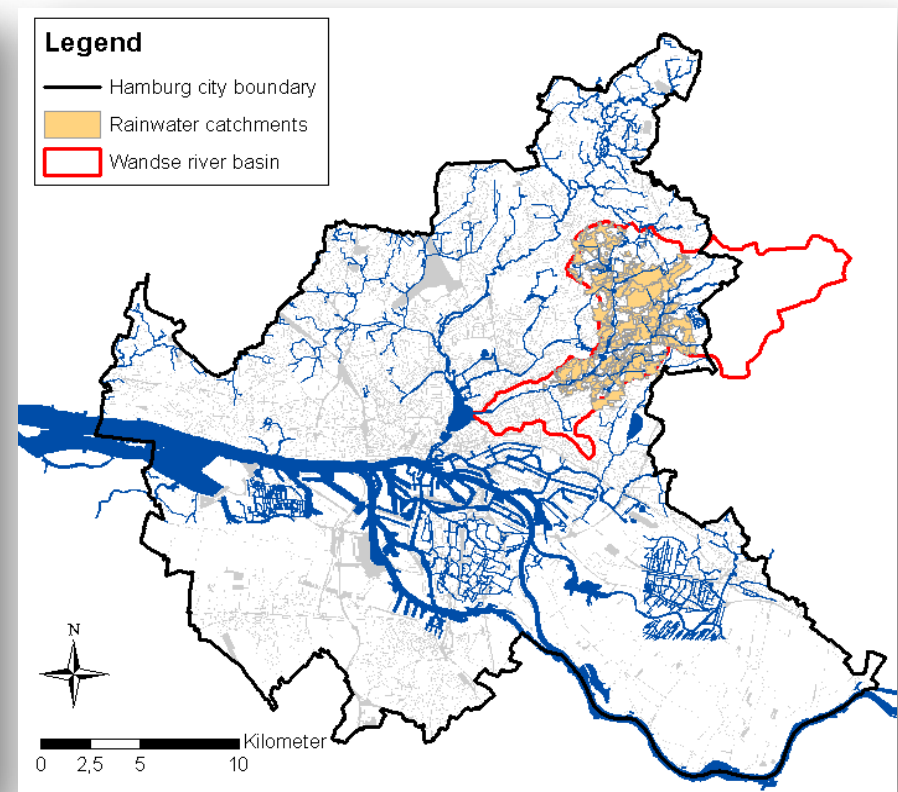 Legend
Hamburg city boundary
Rainwater catchments
Wandse river basin
N
Kilometer
0 2,5 5 10